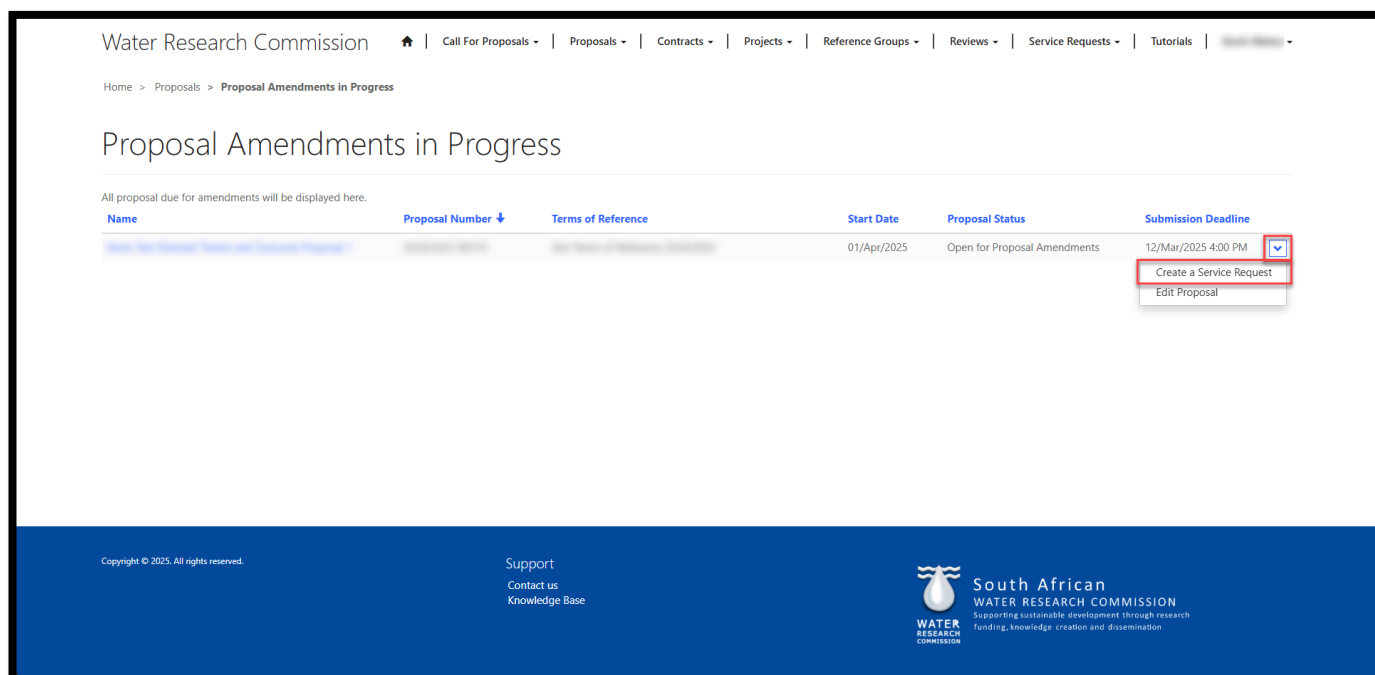 Water Research Commission Call For Proposals Proposals Contracts Projects Reference Groups Reviews Service Requests Tutorials
Home > Proposals > Proposal Amendments in Progress
Proposal Amendments in Progress
All proposal due for amendments will be displayed here.
Name Proposal Number Terms of Reference Start Date Proposal Status Submission Deadline
01/Apr/2025 Open for Proposal Amendments 12/Mar/2025 4:00 PM
Create a Service Request
Edit Proposal
Copyright © 2025. All rights reserved.
Support
Contact us
Knowledge Base
WATER
RESEARCH
COMMISSION
South African
WATER RESEARCH COMMISSION
Supporting sustainable development through research
funding, knowledge creation and dissemination